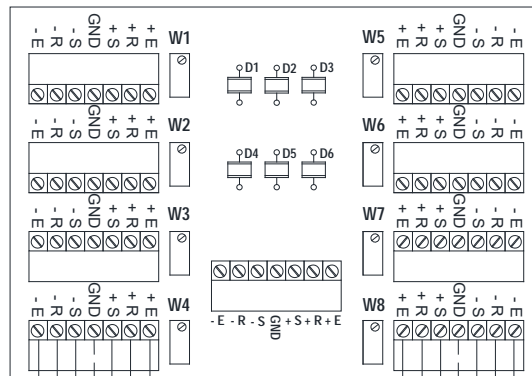 -E -R -S GND +S +R +E W1 W5 +E +R +S GND -S -R -E
D1 D2 D3
-E -R -S GND +S +R +E W2 W6 +E +R +S GND -S -R -E
D4 D5 D6
-E -R -S GND +S +R +E W3 W7 +E +R +S GND -S -R -E
-E -R -S GND +S +R +E W4 W8 +E +R +S GND -S -R -E
-E -R -S GND +S +R +E